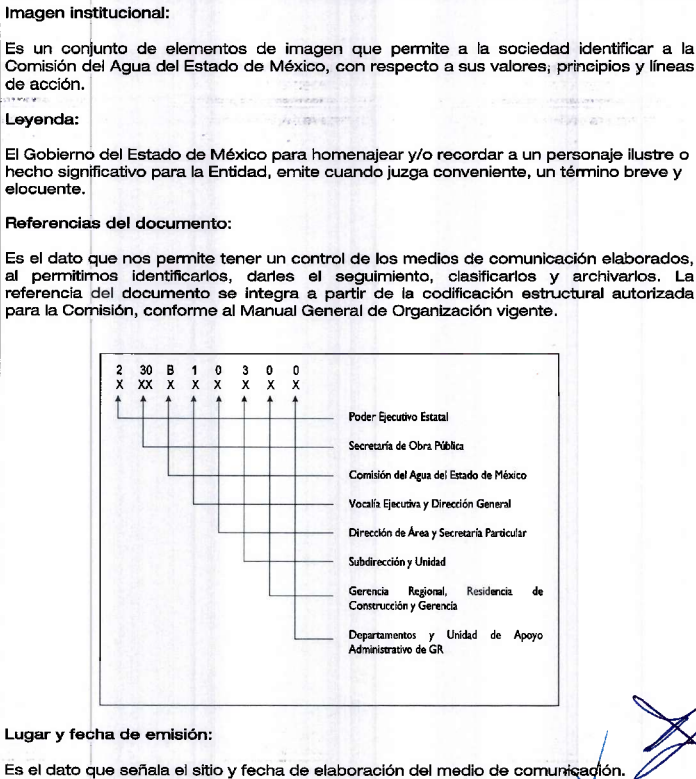 Imagen institucional:
Es un conjunto de elementos de imagen que permite a la sociedad identificar a la
Comisión del Agua del Estado de México, con respecto a sus valores, principios y líneas
de acción.
Leyenda:
El Gobierno del Estado de México para homenajear y/o recordar a un personaje ilustre o
hecho significativo para la Entidad, emite cuando juzga conveniente, un término breve y
elocuente.
Referencias del documento:
Es el dato que nos permite tener un control de los medios de comunicación elaborados,
al permitirnos identificarlos, darles el seguimiento, clasificarlos y archivarlos. La
referencia del documento se integra a partir de la codificación estructural autorizada
para la Comisión, conforme al Manual General de Organización vigente.
2 30 B 1 0 3 0 0
X XX X X X X X X
Poder Ejecutivo Estatal
Secretaría de Obra Pública
Comisión del Agua del Estado de México
Vocalía Ejecutiva y Dirección General
Dirección de Área y Secretaría Particular
Subdirección y Unidad
Gerencia Regional, Residencia de
Construcción y Gerencia
Departamentos y Unidad de Apoyo
Administrativo de GR
Lugar y fecha de emisión:
Es el dato que señala el sitio y fecha de elaboración del medio de comunicación.